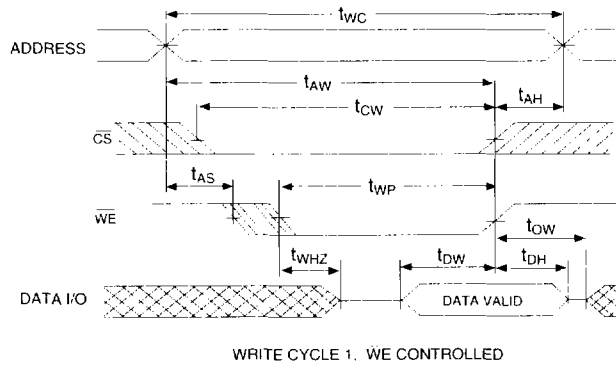 tWC
ADDRESS
tAW
tCW
tAH
CS
tAS
tWP
WE
tOW
tWHZ
tDW
tDH
DATA I/O
DATA VALID
WRITE CYCLE 1, WE CONTROLLED